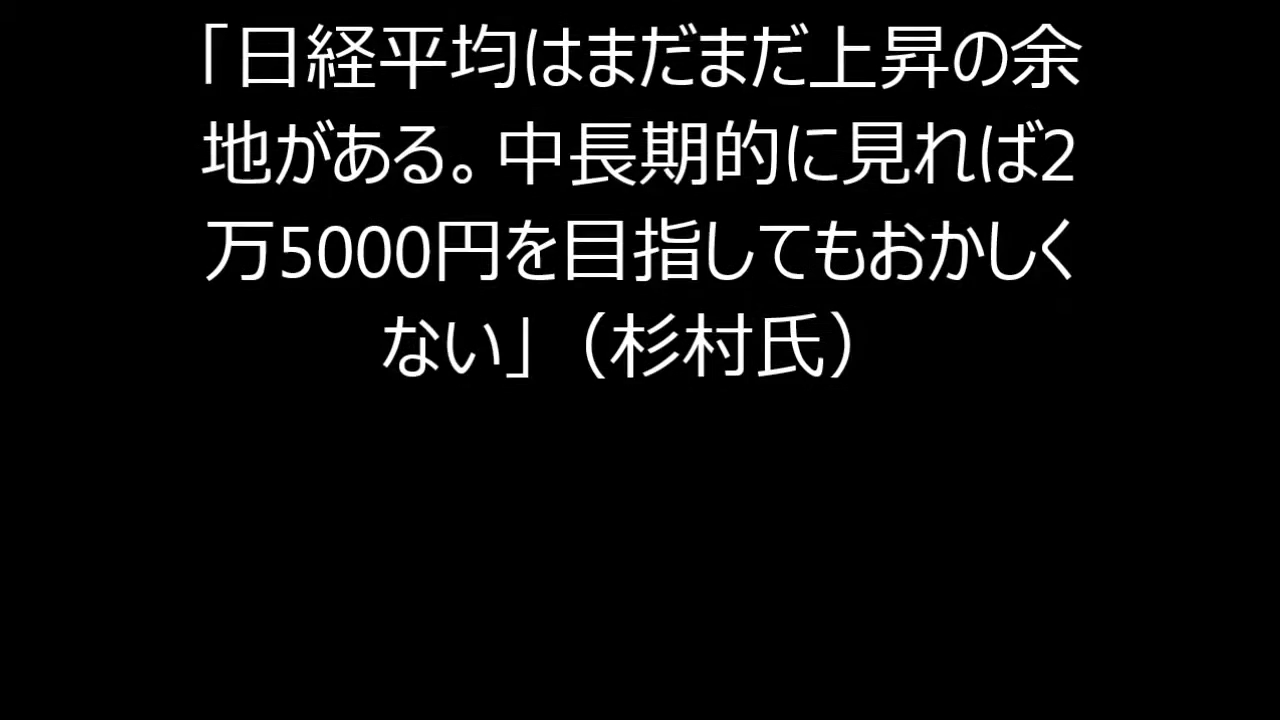 「日経平均はまだまだ上昇の余
地がある。中長期的に見れば2
万5000円を目指してもおかしく
ない」（杉村氏）